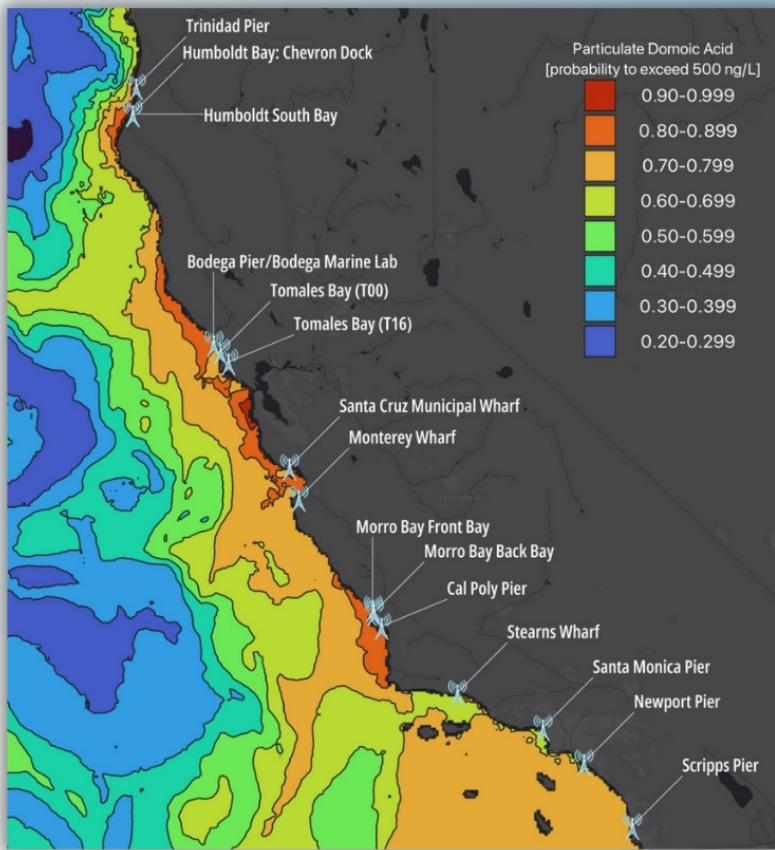 Trinidad Pier
Humboldt Bay: Chevron Dock
Humboldt South Bay
Particulate Domoic Acid
[probability to exceed 500 ng/L]
0.90-0.999
0.80-0.899
0.70-0.799
0.60-0.699
0.50-0.599
0.40-0.499
0.30-0.399
0.20-0.299
Bodega Pier/Bodega Marine Lab
Tomales Bay (T00)
Tomales Bay (T16)
Santa Cruz Municipal Wharf
Monterey Wharf
Morro Bay Front Bay
Morro Bay Back Bay
Cal Poly Pier
Stearns Wharf
Santa Monica Pier
Newport Pier
Scripps Pier